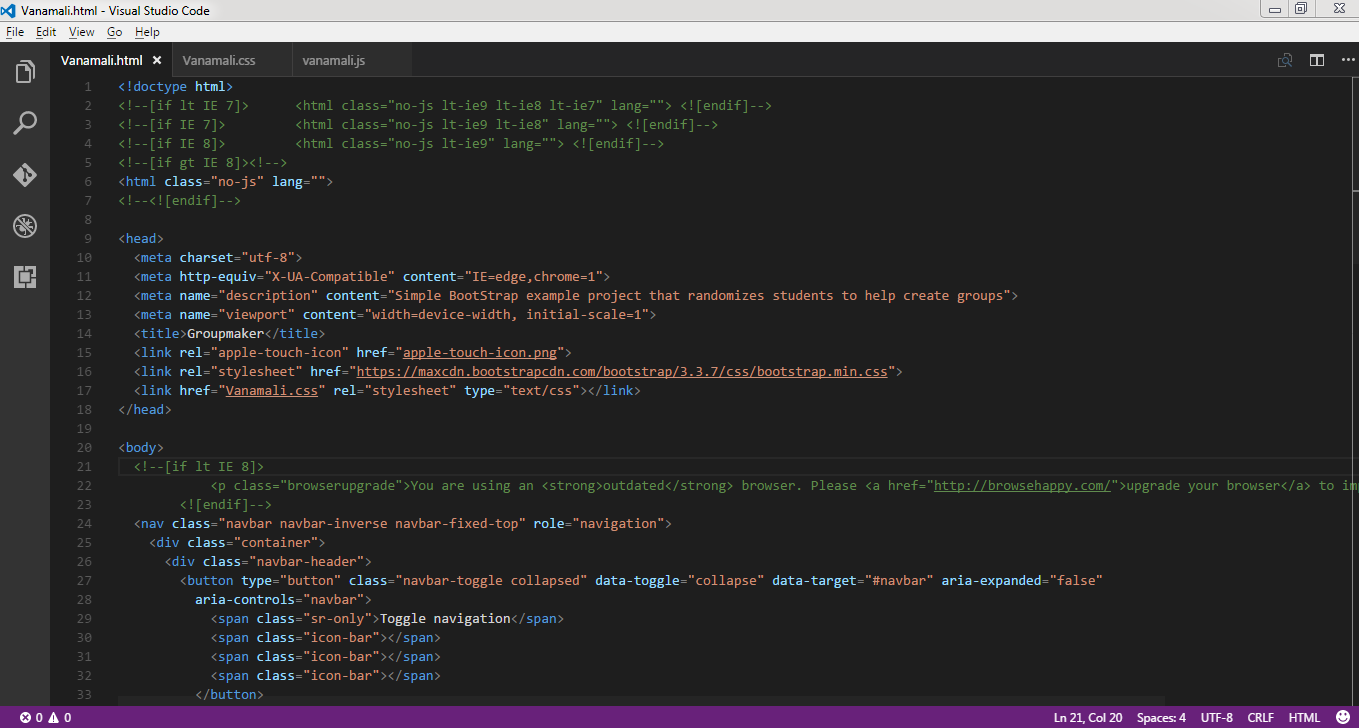 Vanamali.html - Visual Studio Code
File Edit View Go Help
Vanamali.html × Vanamali.css vanamali.js
1 <!doctype html>
2 <!--[if lt IE 7]>      <html class="no-js lt-ie9 lt-ie8 lt-ie7" lang=""> <![endif]-->
3 <!--[if IE 7]>         <html class="no-js lt-ie9 lt-ie8" lang=""> <![endif]-->
4 <!--[if IE 8]>         <html class="no-js lt-ie9" lang=""> <![endif]-->
5 <!--[if gt IE 8]><!-->
6 <html class="no-js" lang="">
7 <!--<![endif]-->
8
9 <head>
10   <meta charset="utf-8">
11   <meta http-equiv="X-UA-Compatible" content="IE=edge,chrome=1">
12   <meta name="description" content="Simple BootStrap example project that randomizes students to help create groups">
13   <meta name="viewport" content="width=device-width, initial-scale=1">
14   <title>Groupmaker</title>
15   <link rel="apple-touch-icon" href="apple-touch-icon.png">
16   <link rel="stylesheet" href="https://maxcdn.bootstrapcdn.com/bootstrap/3.3.7/css/bootstrap.min.css">
17   <link href="Vanamali.css" rel="stylesheet" type="text/css"></link>
18 </head>
19
20 <body>
21   <!--[if lt IE 8]>
22             <p class="browserupgrade">You are using an <strong>outdated</strong> browser. Please <a href="http://browsehappy.com/">upgrade your browser</a> to im
23         <![endif]-->
24   <nav class="navbar navbar-inverse navbar-fixed-top" role="navigation">
25     <div class="container">
26       <div class="navbar-header">
27         <button type="button" class="navbar-toggle collapsed" data-toggle="collapse" data-target="#navbar" aria-expanded="false"
28           aria-controls="navbar">
29             <span class="sr-only">Toggle navigation</span>
30             <span class="icon-bar"></span>
31             <span class="icon-bar"></span>
32             <span class="icon-bar"></span>
33           </button>
0 0 Ln 21, Col 20 Spaces: 4 UTF-8 CRLF HTML